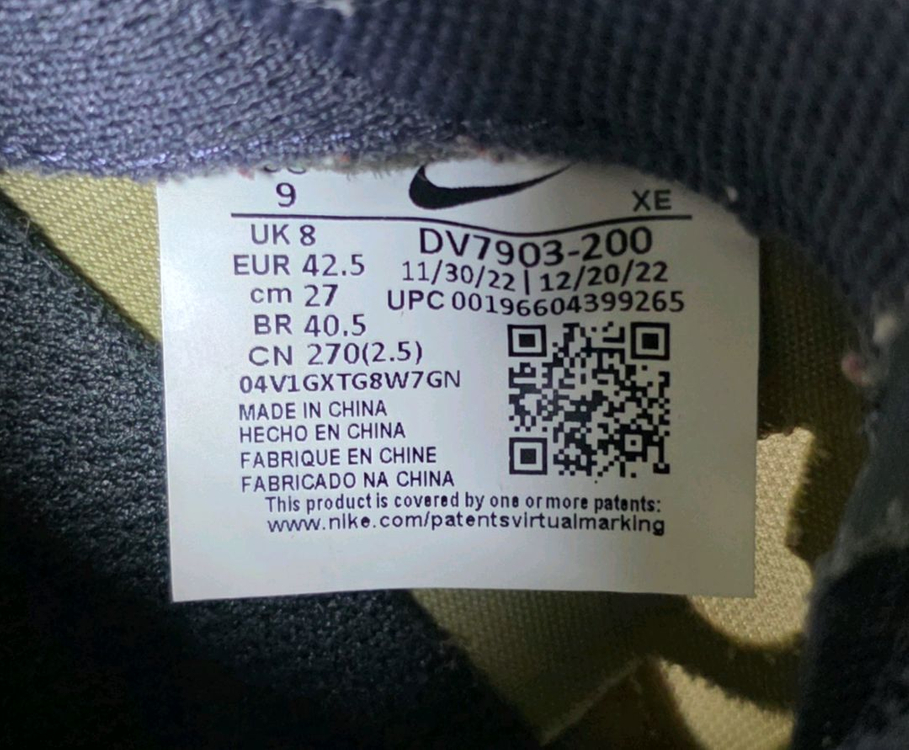 9
XE
UK 8
EUR 42.5
cm 27
BR 40.5
CN 270(2.5)
04V1GXTG8W7GN
MADE IN CHINA
HECHO EN CHINA
FABRIQUE EN CHINE
FABRICADO NA CHINA
DV7903-200
11/30/22 | 12/20/22
UPC 00196604399265
This product is covered by one or more patents:
www.nike.com/patentsvirtualmarking